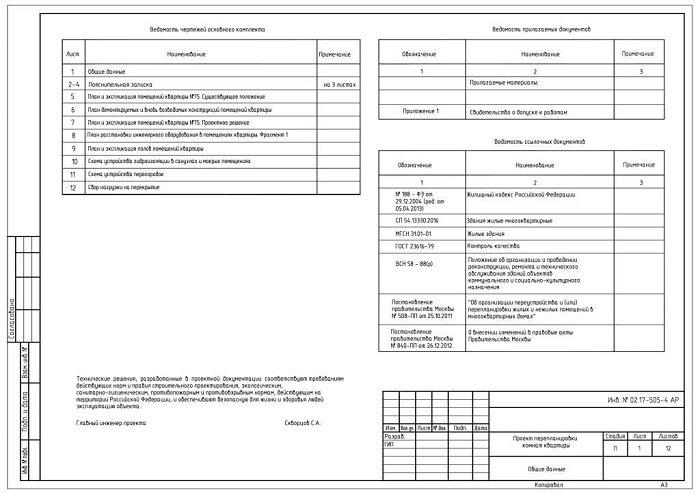 Ведомость чертежей основного комплекта
Лист Наименование Примечание
1 Общие данные
2-4 Пояснительная записка на 3 листах
5 План и экспликация помещений квартиры №75. Существующее положение
6 План демонтируемых и вновь возводимых конструкций помещений квартиры
7 План и экспликация помещений квартиры №75. Проектное решение
8 План расстановки инженерного оборудования в помещениях квартиры. Фрагмент 1
9 План и экспликация полов помещений квартиры
10 Схема устройства гидроизоляции в санузлах и мокрых помещениях
11 Схема устройства перегородок
12 Сбор нагрузки на перекрытие
Ведомость прилагаемых документов
Обозначение Наименование Примечание
1 2 3
Прилагаемые материалы
Приложение 1 Свидетельство о допуске к работам
Ведомость ссылочных документов
Обозначение Наименование Примечание
1 2 3
№ 188 - ФЗ от Жилищный кодекс Российской Федерации
29.12.2004 (ред. от
05.04.2013)
СП 54.13330.2016 Здания жилые многоквартирные
МГСН 31.01-01 Жилые здания
ГОСТ 23616-79 Контроль качества
ВСН 58 - 88(р) Положение об организации и проведении
реконструкции, ремонта и технического
обслуживания зданий объектов
коммунального и социально-культурного
назначения
Постановление "Об организации переустройства и (или)
правительства Москвы перепланировки жилых и нежилых помещений в
№ 508-ПП от 25.10.2011 многоквартирных домах"
Постановление О внесении изменений в правовые акты
правительства Москвы Правительства Москвы
№ 840-ПП от 26.12.2012
Технические решения, разработанные в проектной документации соответствуют требованиям
действующих норм и правил строительного проектирования, экологическим,
санитарно-гигиеническим, противопожарным и противовзрывным нормам, действующим на
территории Российской Федерации, и обеспечивают безопасную для жизни и здоровья людей
эксплуатацию объекта.
Главный инженер проекта Скворцов С.А.
Согласовано
Взам. инв. №
Подп. и дата
Инв. № подл.
Инв. № 02.17-505-4 АР
Изм. Кол.уч. Лист № док. Подп. Дата
Разраб.
ГИП
Проект перепланировки
комнат квартиры
Стадия Лист Листов
П 1 12
Общие данные
Копировал А3